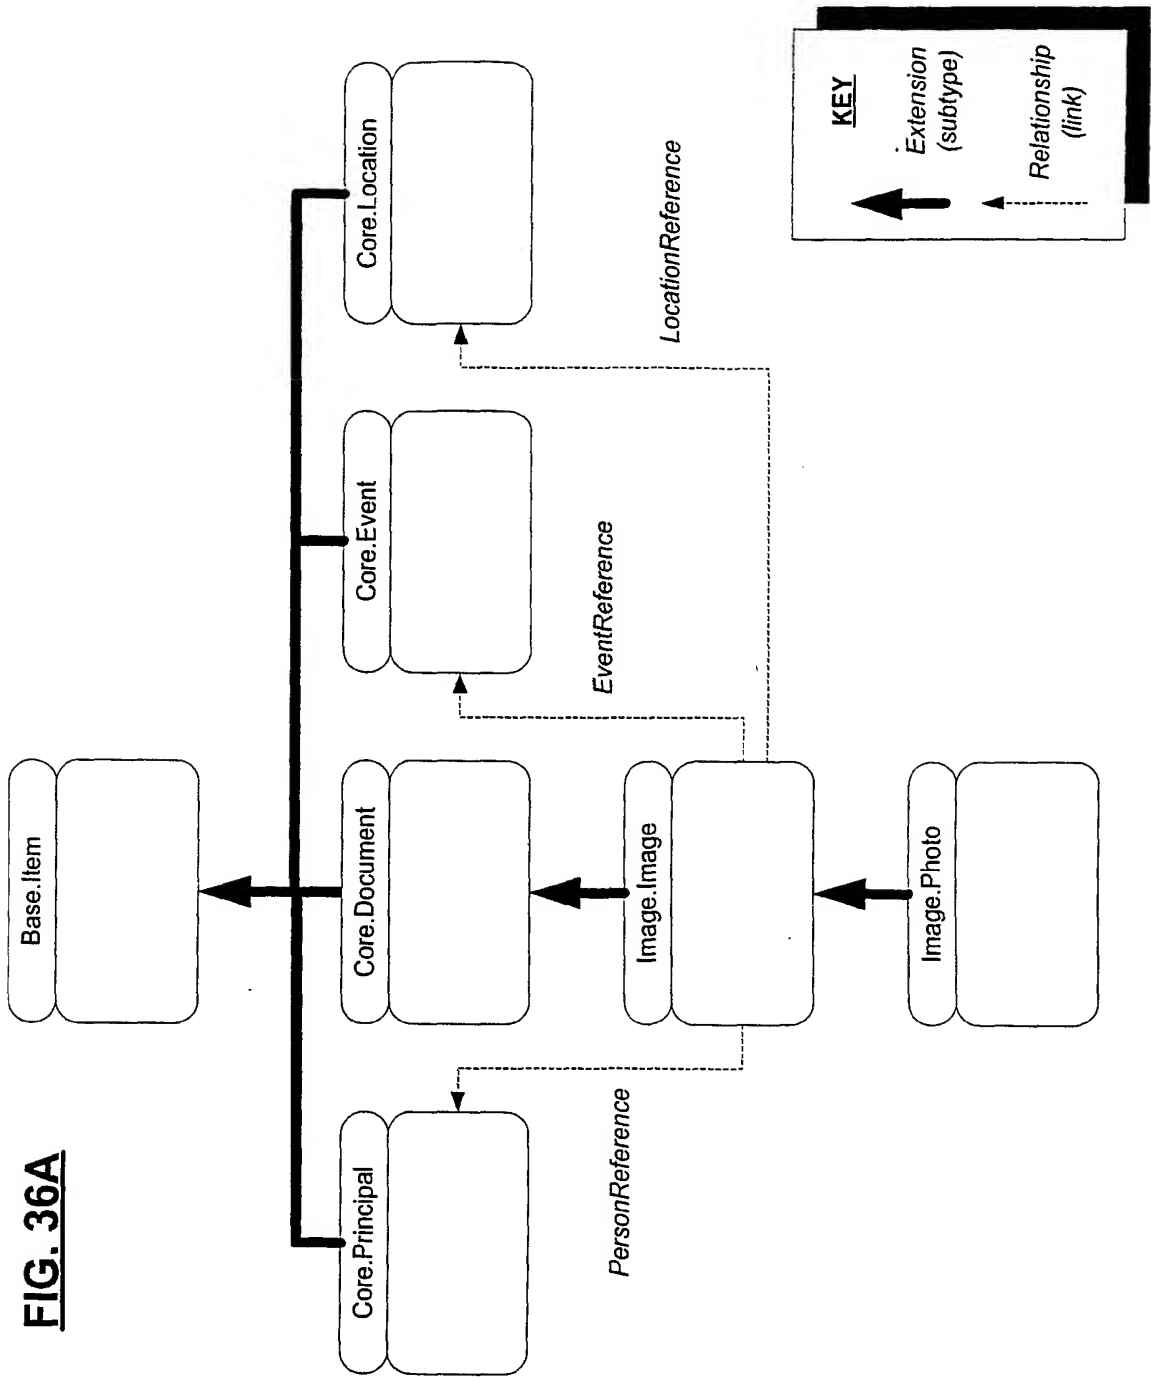 FIG. 36A
Base.Item
Core.Principal
Core.Document
Core.Event
Core.Location
PersonReference
Image.Image
EventReference
LocationReference
Image.Photo
KEY
Extension
(subtype)
Relationship
(link)